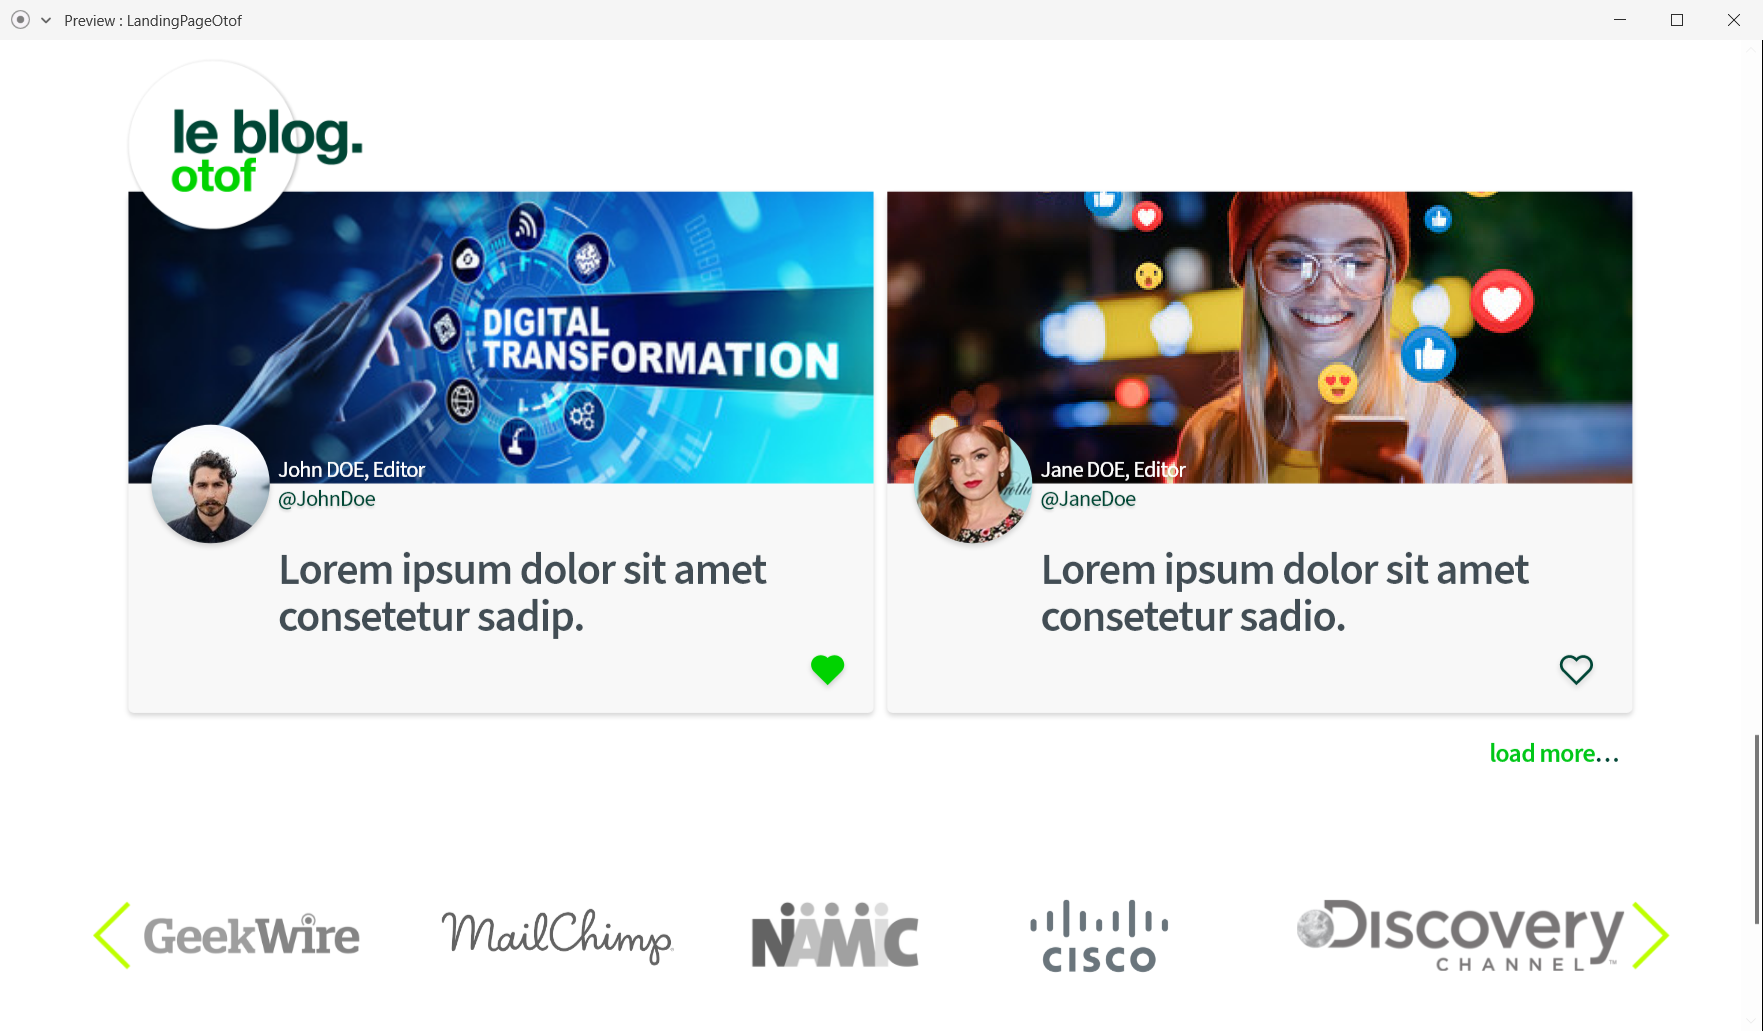 Preview : LandingPageOtof
le blog.
otof
DIGITAL
TRANSFORMATION
John DOE, Editor
@JohnDoe
Lorem ipsum dolor sit amet
consetetur sadip.
Jane DOE, Editor
@JaneDoe
Lorem ipsum dolor sit amet
consetetur sadio.
load more...
GeekWire
MailChimp
NAMIC
CISCO
Discovery
CHANNEL™